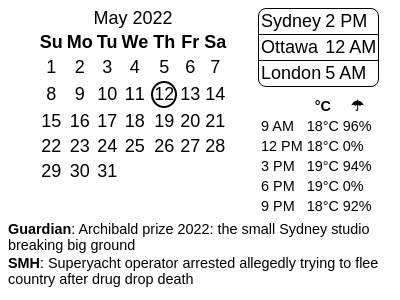 May 2022
Su Mo Tu We Th Fr Sa
1 2 3 4 5 6 7
8 9 10 11 12 13 14
15 16 17 18 19 20 21
22 23 24 25 26 27 28
29 30 31
Sydney 2 PM
Ottawa 12 AM
London 5 AM
°C ☂
9 AM 18°C 96%
12 PM 18°C 0%
3 PM 19°C 94%
6 PM 19°C 0%
9 PM 18°C 92%
Guardian: Archibald prize 2022: the small Sydney studio
breaking big ground
SMH: Superyacht operator arrested allegedly trying to flee
country after drug drop death